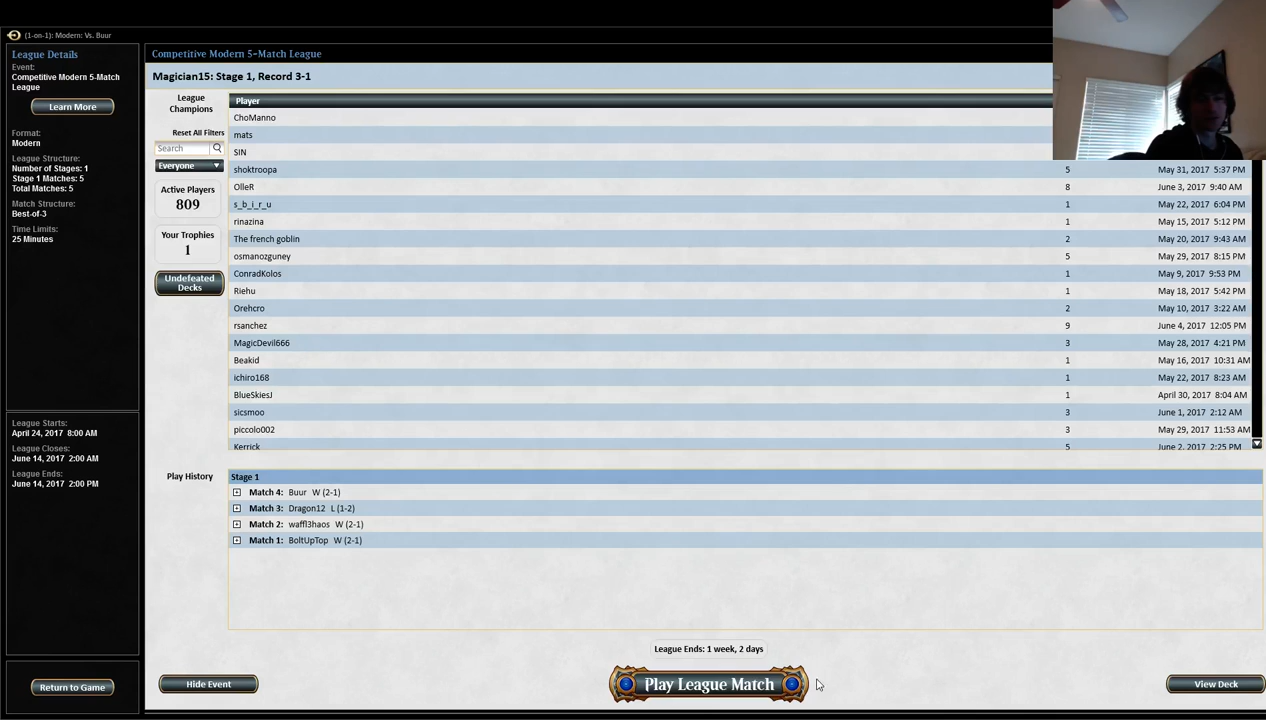 (1-on-1): Modern: Vs. Buur
League Details
Event:
Competitive Modern 5-Match
League
Learn More
Format:
Modern
League Structure:
Number of Stages: 1
Stage 1 Matches: 5
Total Matches: 5
Match Structure:
Best-of-3
Time Limits:
25 Minutes
League Starts:
April 24, 2017 8:00 AM
League Closes:
June 14, 2017 2:00 AM
League Ends:
June 14, 2017 2:00 PM
Return to Game
Competitive Modern 5-Match League
Magician15: Stage 1, Record 3-1
League
Champions
Reset All Filters
Search
Everyone
Active Players
809
Your Trophies
1
Undefeated
Decks
Player
ChoManno
mats
SIN
shoktroopa 5 May 31, 2017 5:37 PM
OlleR 8 June 3, 2017 9:40 AM
s_b_i_r_u 1 May 22, 2017 6:04 PM
rinazina 1 May 15, 2017 5:12 PM
The french goblin 2 May 20, 2017 9:43 AM
osmanozguney 5 May 29, 2017 8:15 PM
ConradKolos 1 May 9, 2017 9:53 PM
Riehu 1 May 18, 2017 5:42 PM
Orehcro 2 May 10, 2017 3:22 AM
rsanchez 9 June 4, 2017 12:05 PM
MagicDevil666 3 May 28, 2017 4:21 PM
Beakid 1 May 16, 2017 10:31 AM
ichiro168 1 May 22, 2017 8:23 AM
BlueSkiesJ 1 April 30, 2017 8:04 AM
sicsmoo 3 June 1, 2017 2:12 AM
piccolo002 3 May 29, 2017 11:53 AM
Kerrick 5 June 2, 2017 2:25 PM
Play History
Stage 1
Match 4: Buur W (2-1)
Match 3: Dragon12 L (1-2)
Match 2: waffl3haos W (2-1)
Match 1: BoltUpTop W (2-1)
League Ends: 1 week, 2 days
Hide Event
Play League Match
View Deck